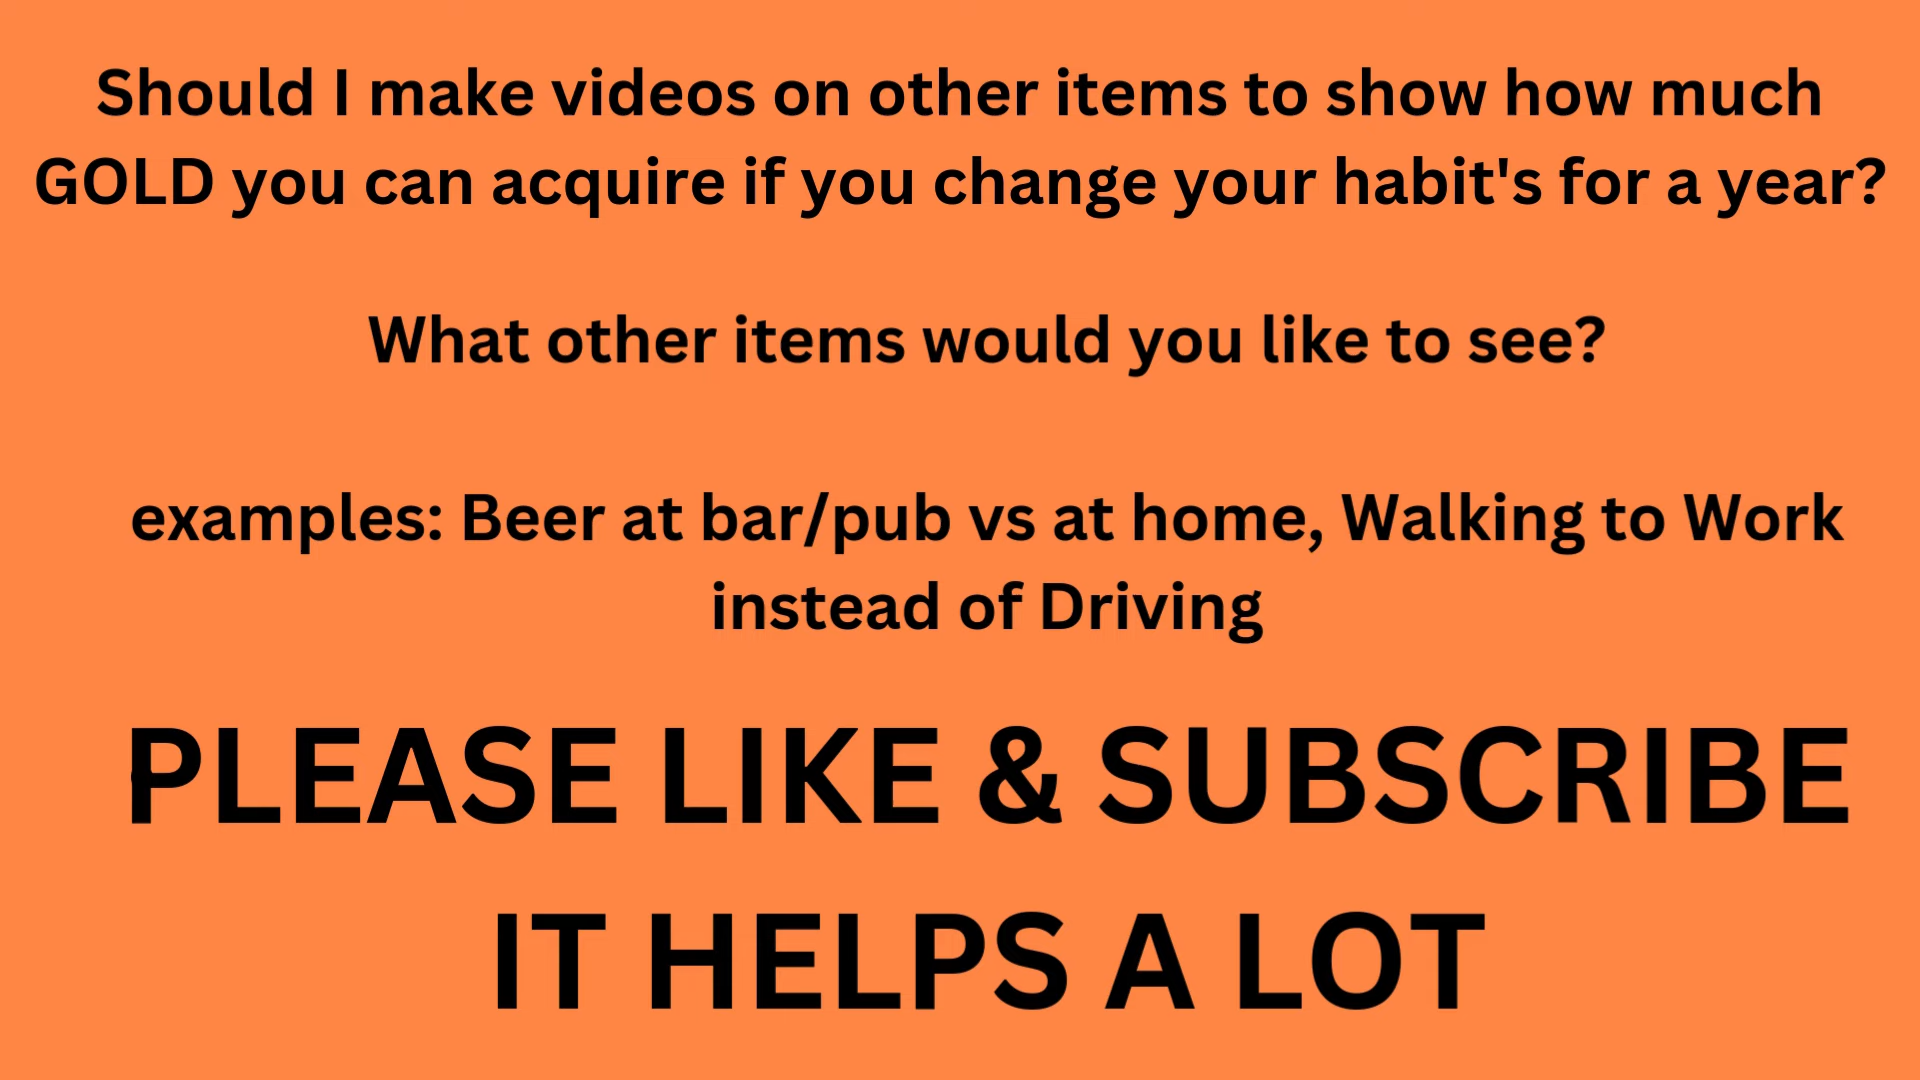 Should I make videos on other items to show how much
GOLD you can acquire if you change your habit's for a year?
What other items would you like to see?
examples: Beer at bar/pub vs at home, Walking to Work
instead of Driving
PLEASE LIKE & SUBSCRIBE
IT HELPS A LOT